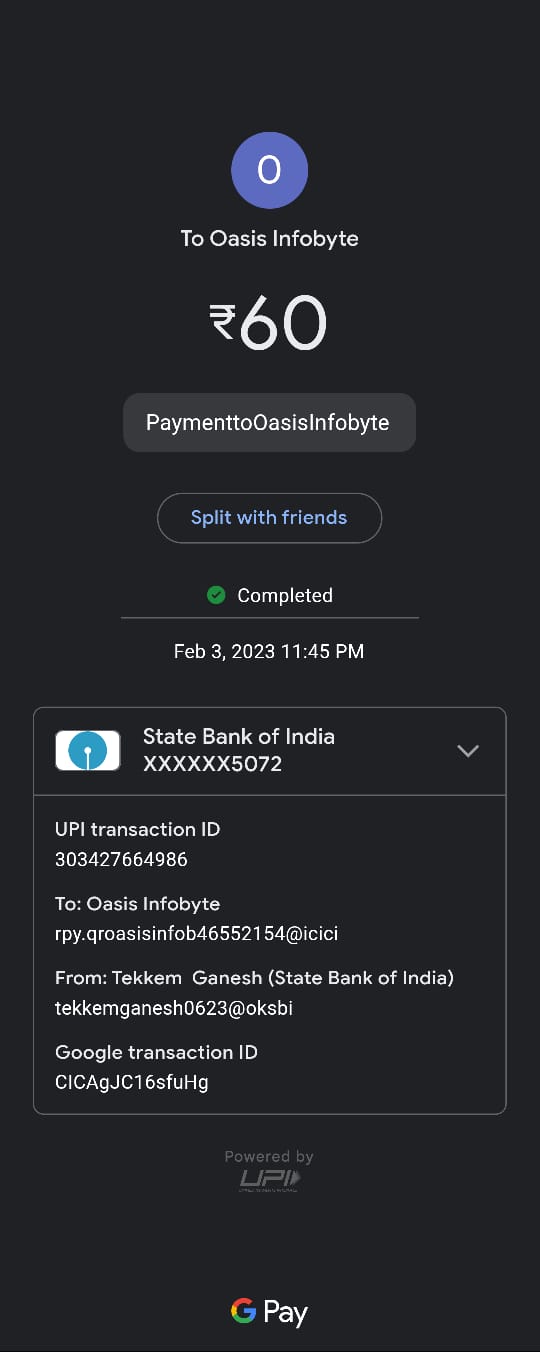 O
To Oasis Infobyte
₹60
PaymenttoOasisInfobyte
Split with friends
Completed
Feb 3, 2023 11:45 PM
State Bank of India
XXXXXX5072
UPI transaction ID
303427664986
To: Oasis Infobyte
rpy.qroasisinfob46552154@icici
From: Tekkem  Ganesh (State Bank of India)
tekkemganesh0623@oksbi
Google transaction ID
CICAgJC16sfuHg
Powered by
UPI
G Pay